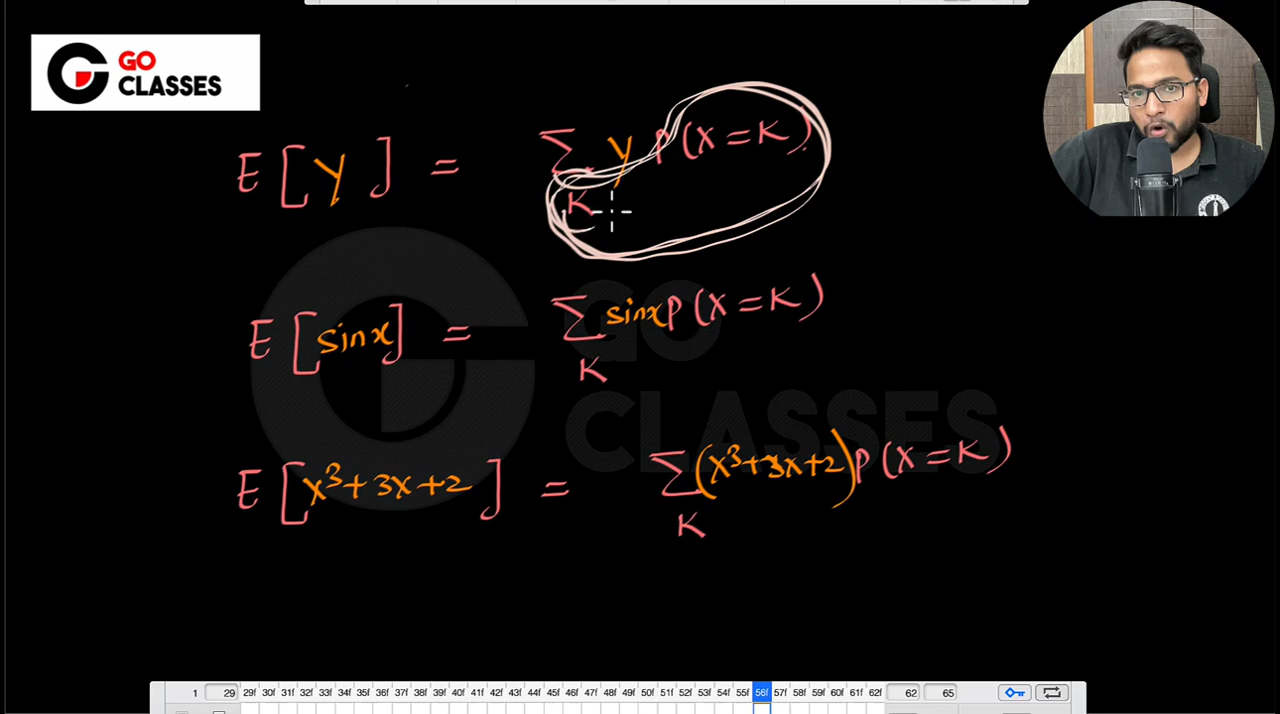 GO
CLASSES
E[y] = Σ y P(X=K)
K
E[sinx] = Σ sinx P(X=K)
K
E[x³+3x+2] = Σ (x³+3x+2) P(X=K)
K
GO
CLASSES
1 29 29f 30f 31f 32f 33f 34f 35f 36f 37f 38f 39f 40f 41f 42f 43f 44f 45f 46f 47f 48f 49f 50f 51f 52f 53f 54f 55f 56f 57f 58f 59f 60f 61f 62f 62 65